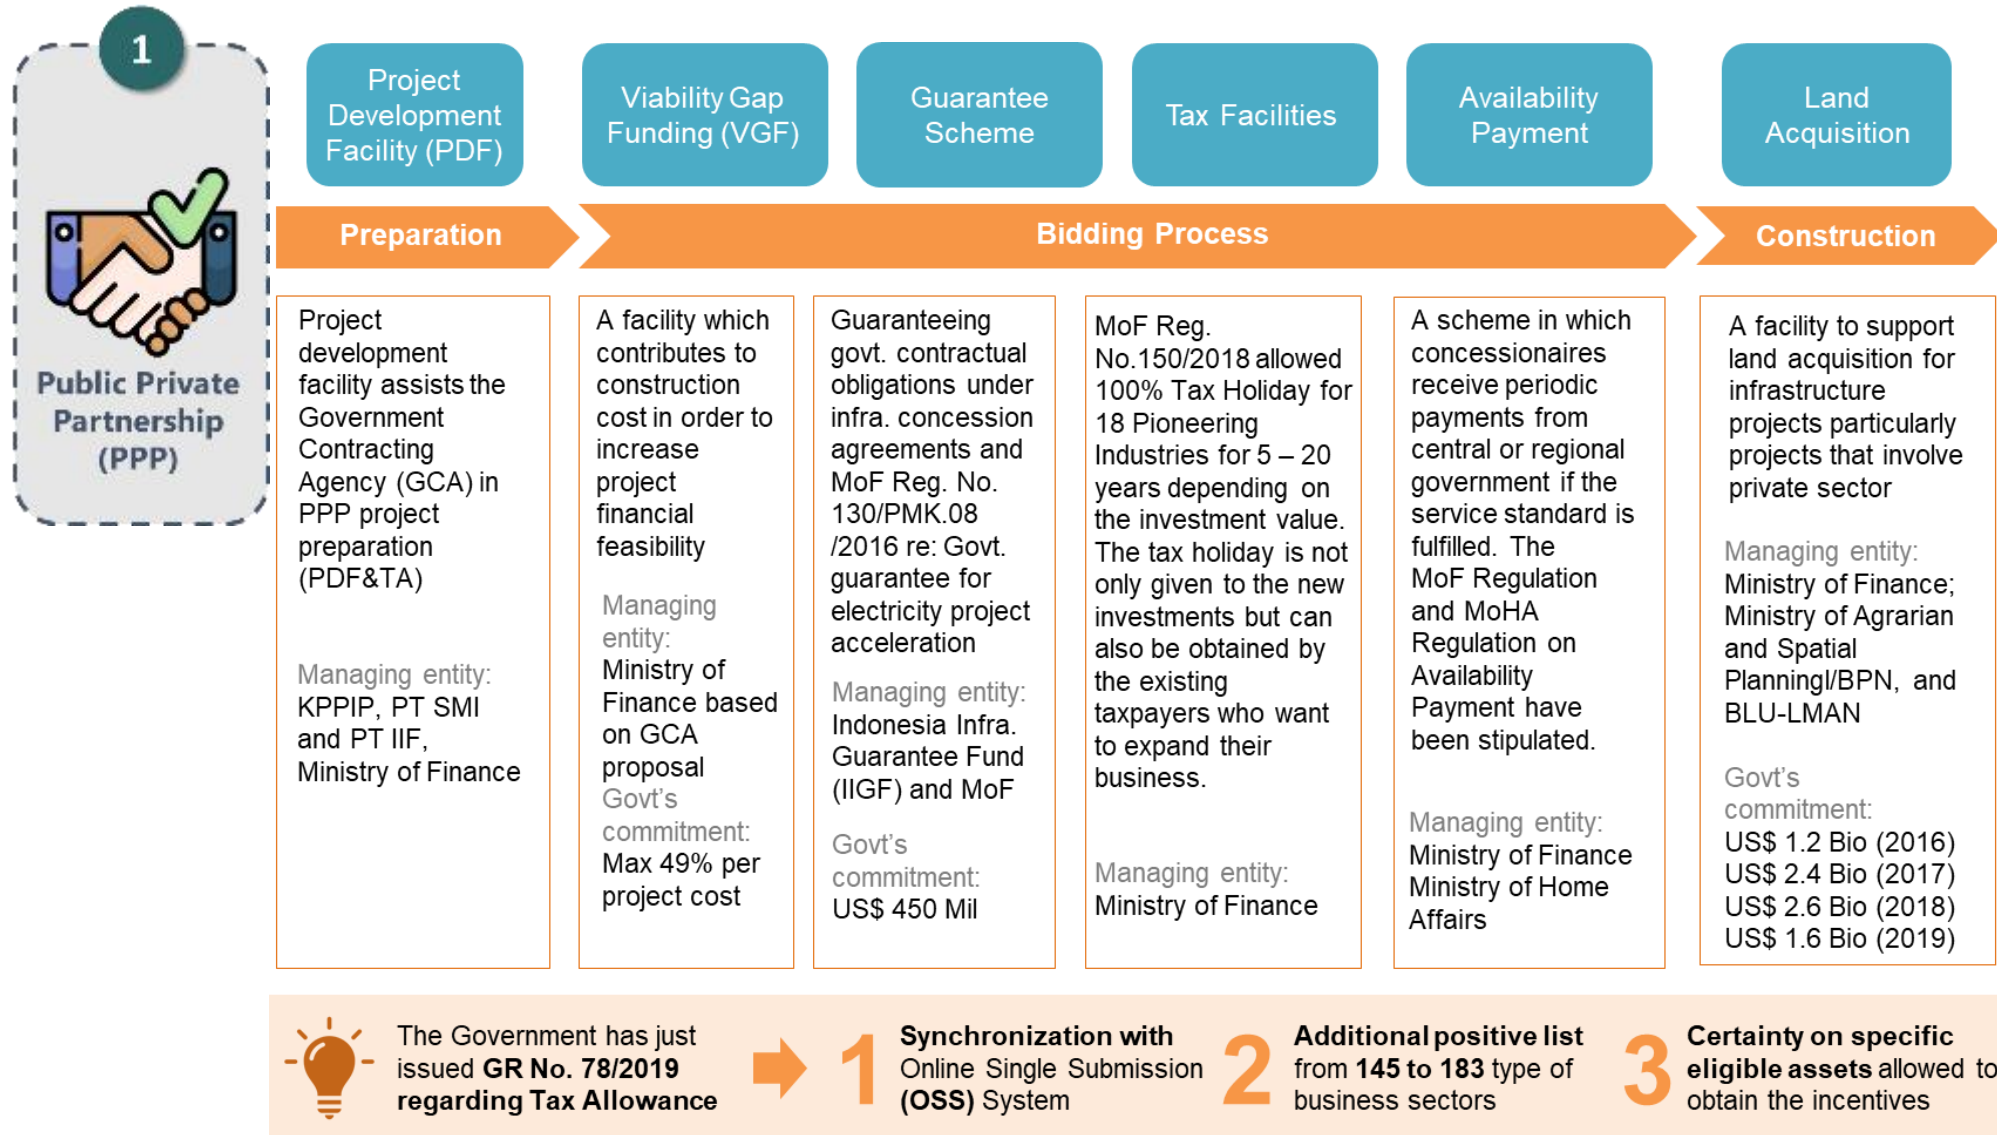 1
Public Private
Partnership
(PPP)
Project
Development
Facility (PDF)
Viability Gap
Funding (VGF)
Guarantee
Scheme
Tax Facilities
Availability
Payment
Land
Acquisition
Preparation
Bidding Process
Construction
Project
development
facility assists the
Government
Contracting
Agency (GCA) in
PPP project
preparation
(PDF&TA)
Managing entity:
KPPIP, PT SMI
and PT IIF,
Ministry of Finance
A facility which
contributes to
construction
cost in order to
increase
project
financial
feasibility
Managing
entity:
Ministry of
Finance based
on GCA
proposal
Govt's
commitment:
Max 49% per
project cost
Guaranteeing
govt. contractual
obligations under
infra. concession
agreements and
MoF Reg. No.
130/PMK.08
/2016 re: Govt.
guarantee for
electricity project
acceleration
Managing entity:
Indonesia Infra.
Guarantee Fund
(IIGF) and MoF
Govt's
commitment:
US$ 450 Mil
MoF Reg.
No.150/2018 allowed
100% Tax Holiday for
18 Pioneering
Industries for 5 – 20
years depending on
the investment value.
The tax holiday is not
only given to the new
investments but can
also be obtained by
the existing
taxpayers who want
to expand their
business.
Managing entity:
Ministry of Finance
A scheme in which
concessionaires
receive periodic
payments from
central or regional
government if the
service standard is
fulfilled. The
MoF Regulation
and MoHA
Regulation on
Availability
Payment have
been stipulated.
Managing entity:
Ministry of Finance
Ministry of Home
Affairs
A facility to support
land acquisition for
infrastructure
projects particularly
projects that involve
private sector
Managing entity:
Ministry of Finance;
Ministry of Agrarian
and Spatial
Planningl/BPN, and
BLU-LMAN
Govt's
commitment:
US$ 1.2 Bio (2016)
US$ 2.4 Bio (2017)
US$ 2.6 Bio (2018)
US$ 1.6 Bio (2019)
The Government has just
issued GR No. 78/2019
regarding Tax Allowance
1
Synchronization with
Online Single Submission
(OSS) System
2
Additional positive list
from 145 to 183 type of
business sectors
3
Certainty on specific
eligible assets allowed to
obtain the incentives